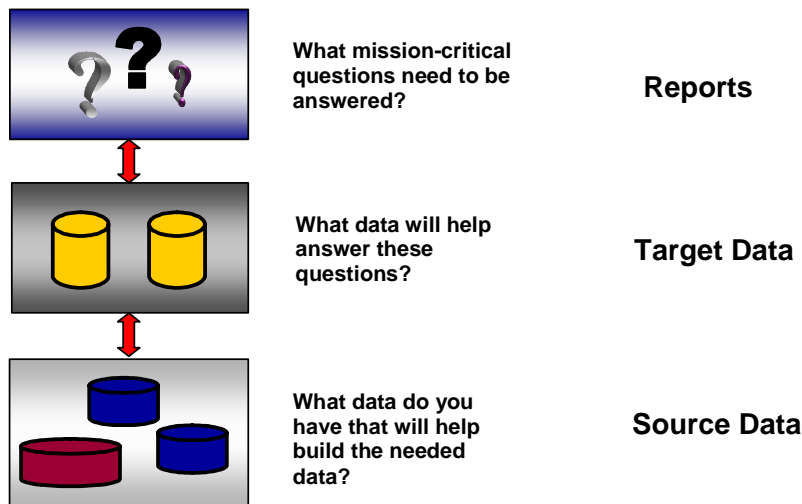 What mission-critical
questions need to be
answered?
Reports
What data will help
answer these
questions?
Target Data
What data do you
have that will help
build the needed
data?
Source Data